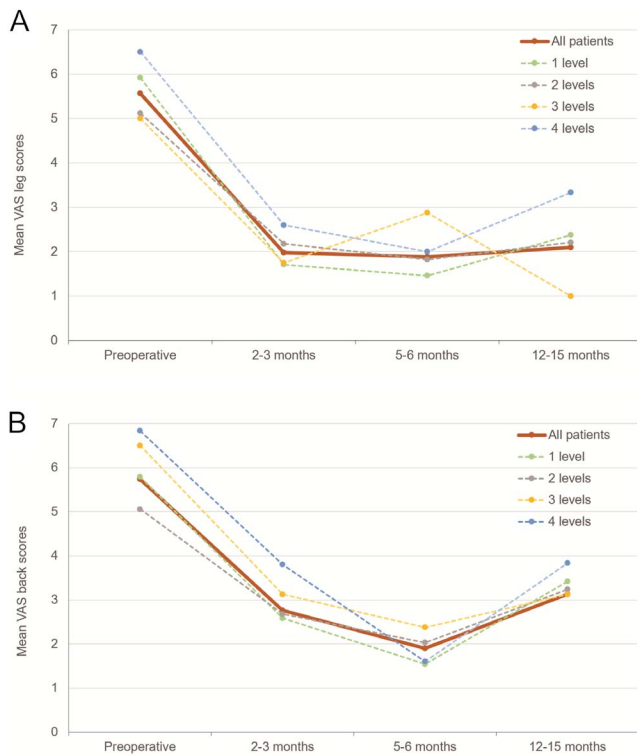 A
Mean VAS leg scores
7
6
5
4
3
2
1
0
All patients
1 level
2 levels
3 levels
4 levels
Preoperative 2-3 months 5-6 months 12-15 months
B
Mean VAS back scores
7
6
5
4
3
2
1
0
All patients
1 level
2 levels
3 levels
4 levels
Preoperative 2-3 months 5-6 months 12-15 months